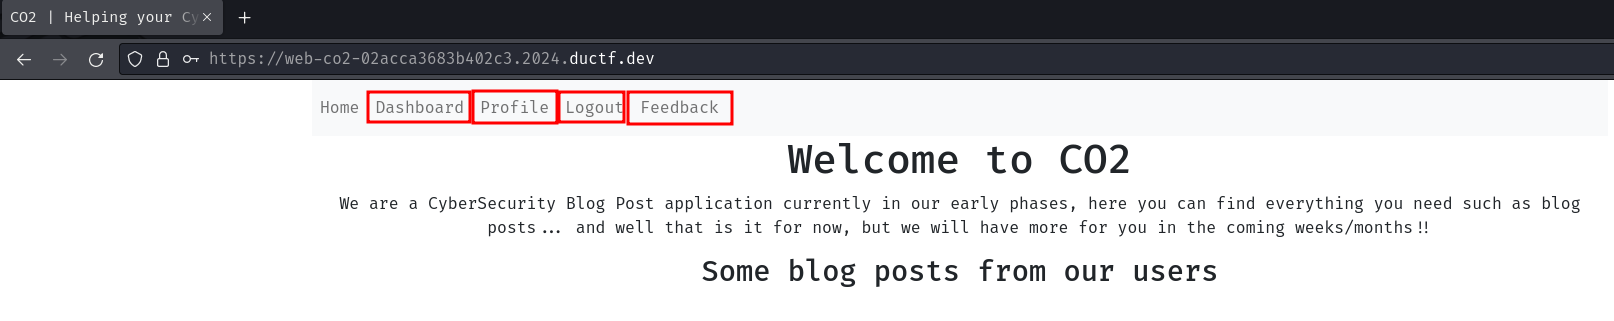 CO2 | Helping your Cy
https://web-co2-02acca3683b402c3.2024.ductf.dev
Home Dashboard Profile Logout Feedback
Welcome to CO2
We are a CyberSecurity Blog Post application currently in our early phases, here you can find everything you need such as blog
posts... and well that is it for now, but we will have more for you in the coming weeks/months!!
Some blog posts from our users